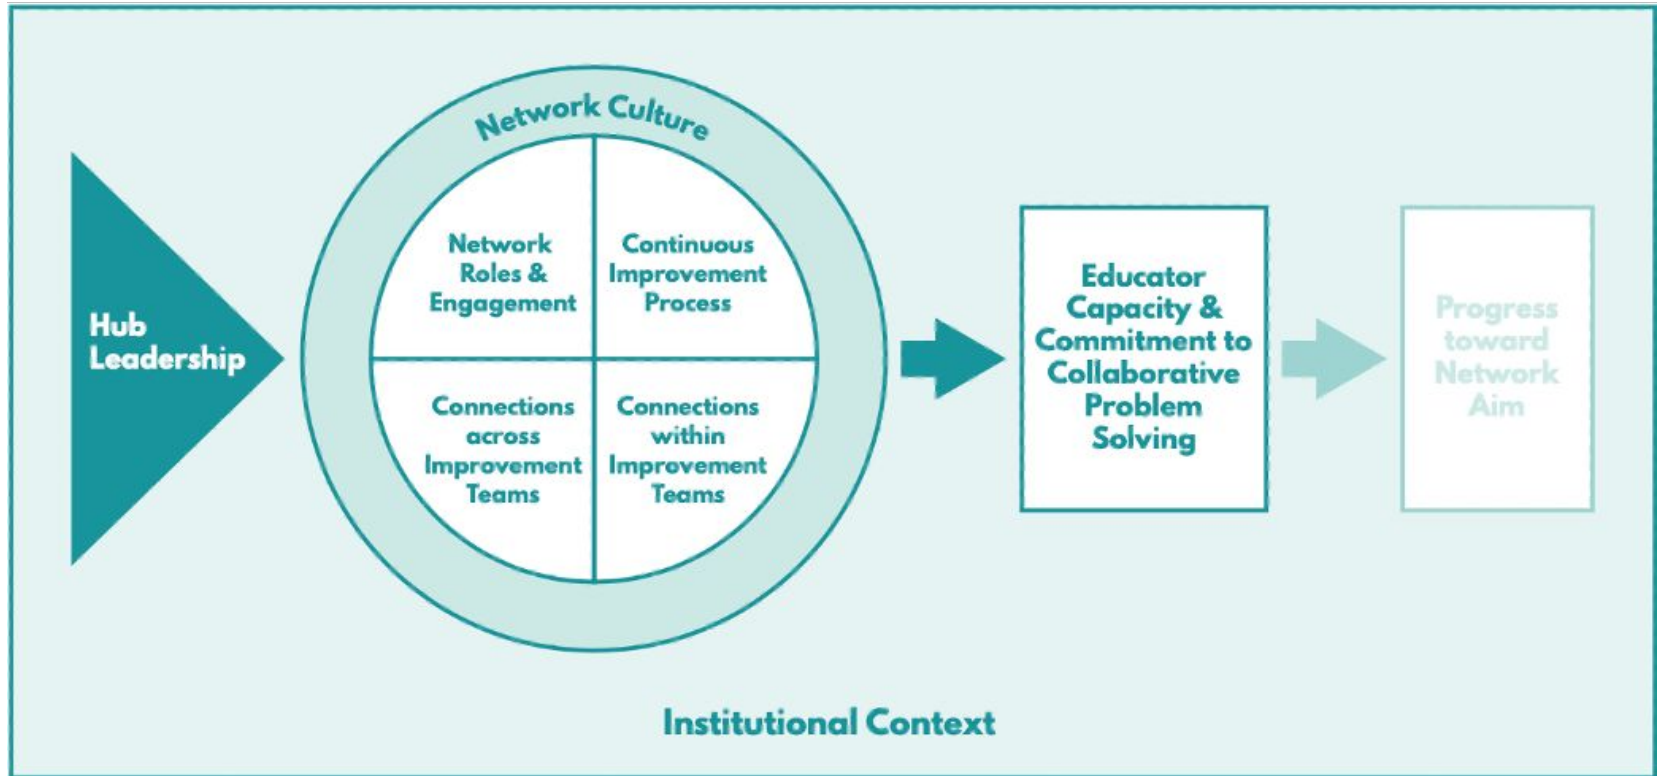 Network Culture
Hub
Leadership
Network
Roles &
Engagement
Continuous
Improvement
Process
Connections
across
Improvement
Teams
Connections
within
Improvement
Teams
Educator
Capacity &
Commitment to
Collaborative
Problem
Solving
Progress
toward
Network
Aim
Institutional Context